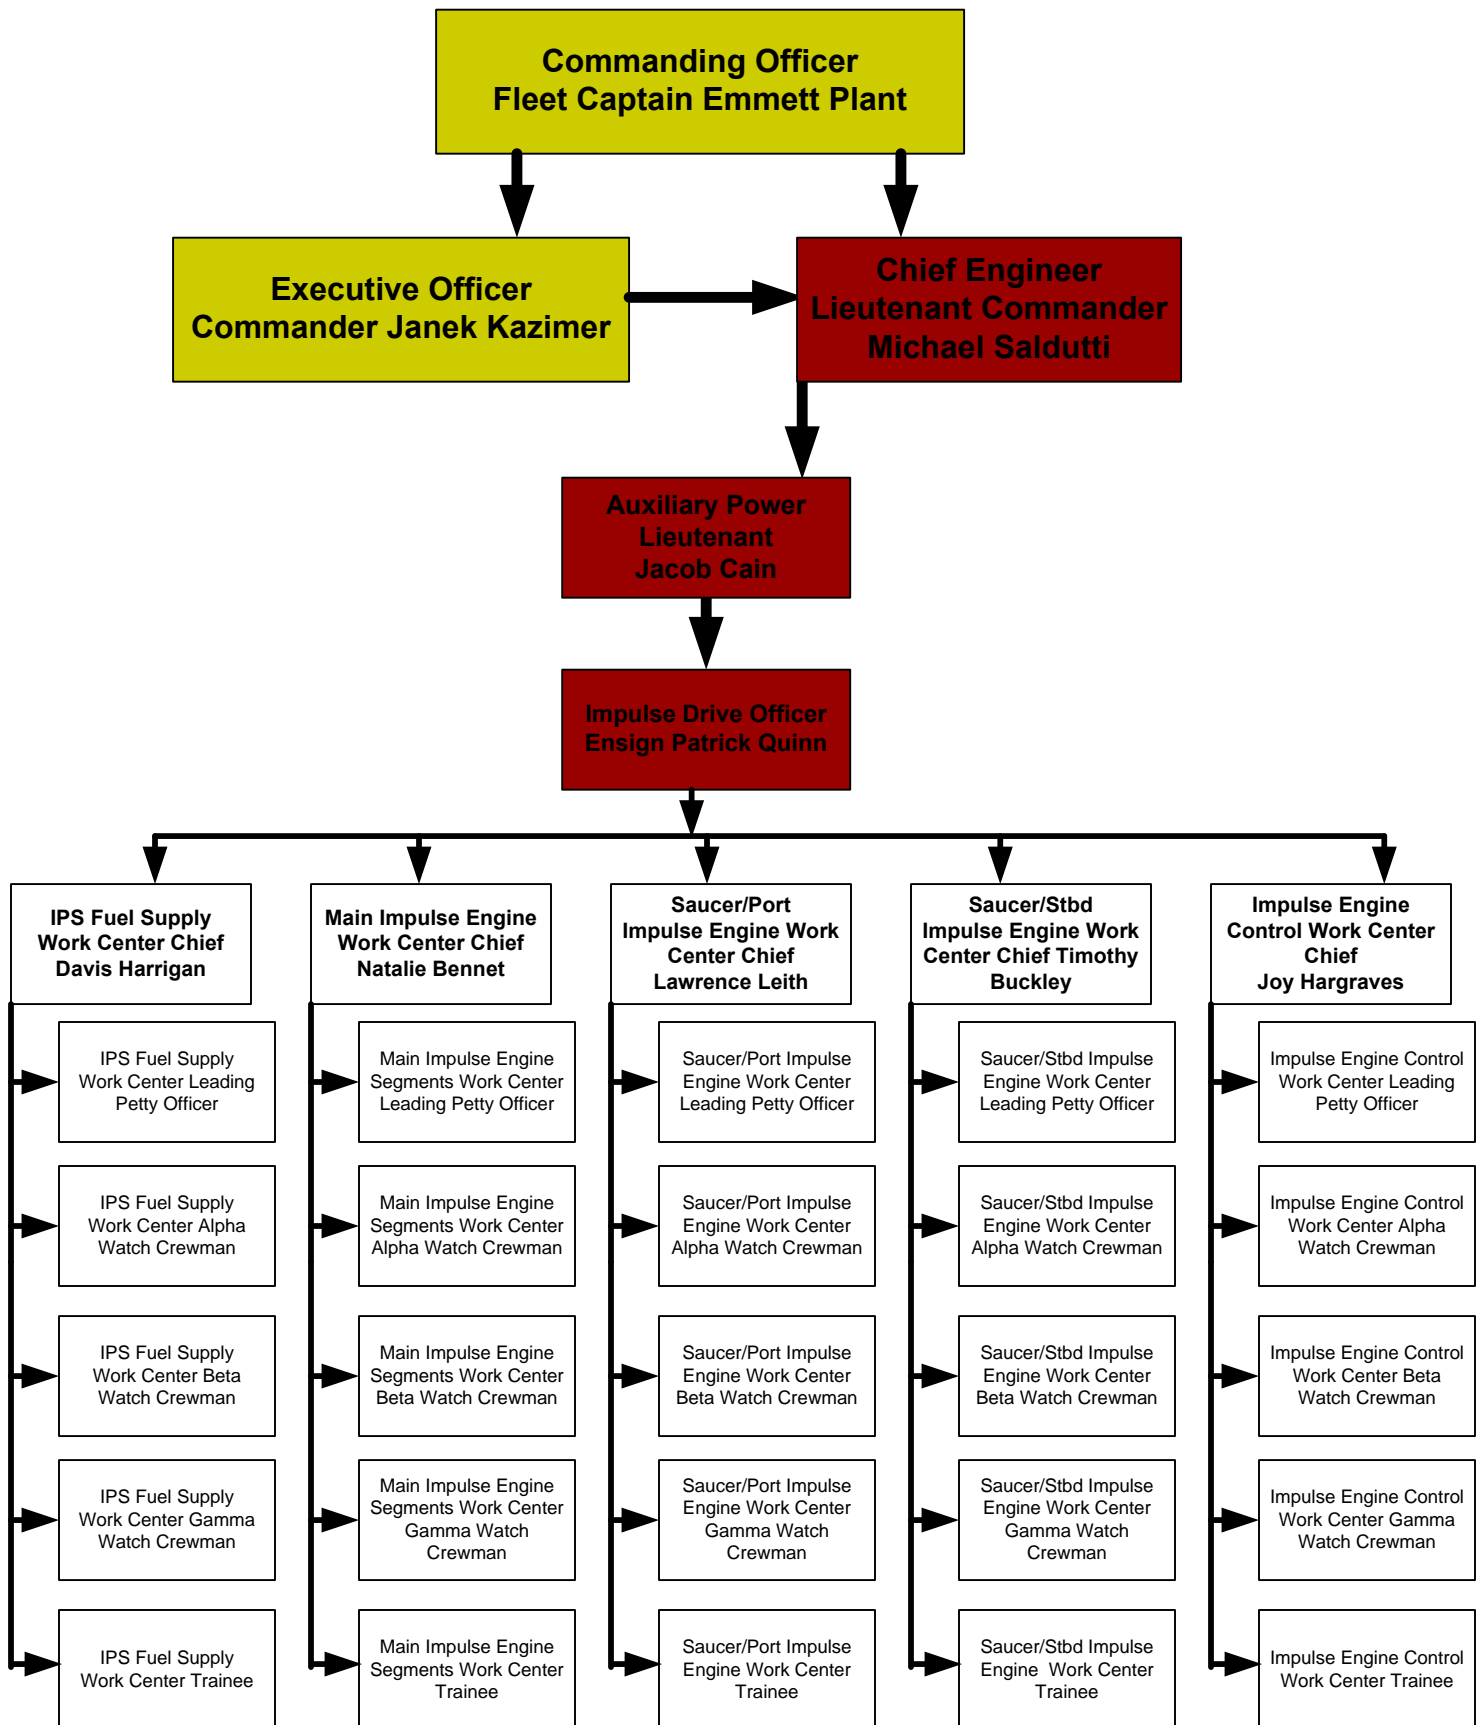 Commanding Officer
Fleet Captain Emmett Plant
Executive Officer
Commander Janek Kazimer
Chief Engineer
Lieutenant Commander
Michael Saldutti
Auxiliary Power
Lieutenant
Jacob Cain
Impulse Drive Officer
Ensign Patrick Quinn
IPS Fuel Supply
Work Center Chief
Davis Harrigan
Main Impulse Engine
Work Center Chief
Natalie Bennet
Saucer/Port
Impulse Engine Work
Center Chief
Lawrence Leith
Saucer/Stbd
Impulse Engine Work
Center Chief Timothy
Buckley
Impulse Engine
Control Work Center
Chief
Joy Hargraves
IPS Fuel Supply
Work Center Leading
Petty Officer
Main Impulse Engine
Segments Work Center
Leading Petty Officer
Saucer/Port Impulse
Engine Work Center
Leading Petty Officer
Saucer/Stbd Impulse
Engine Work Center
Leading Petty Officer
Impulse Engine Control
Work Center Leading
Petty Officer
IPS Fuel Supply
Work Center Alpha
Watch Crewman
Main Impulse Engine
Segments Work Center
Alpha Watch Crewman
Saucer/Port Impulse
Engine Work Center
Alpha Watch Crewman
Saucer/Stbd Impulse
Engine Work Center
Alpha Watch Crewman
Impulse Engine Control
Work Center Alpha
Watch Crewman
IPS Fuel Supply
Work Center Beta
Watch Crewman
Main Impulse Engine
Segments Work Center
Beta Watch Crewman
Saucer/Port Impulse
Engine Work Center
Beta Watch Crewman
Saucer/Stbd Impulse
Engine Work Center
Beta Watch Crewman
Impulse Engine Control
Work Center Beta
Watch Crewman
IPS Fuel Supply
Work Center Gamma
Watch Crewman
Main Impulse Engine
Segments Work Center
Gamma Watch
Crewman
Saucer/Port Impulse
Engine Work Center
Gamma Watch
Crewman
Saucer/Stbd Impulse
Engine Work Center
Gamma Watch
Crewman
Impulse Engine Control
Work Center Gamma
Watch Crewman
IPS Fuel Supply
Work Center Trainee
Main Impulse Engine
Segments Work Center
Trainee
Saucer/Port Impulse
Engine Work Center
Trainee
Saucer/Stbd Impulse
Engine  Work Center
Trainee
Impulse Engine Control
Work Center Trainee